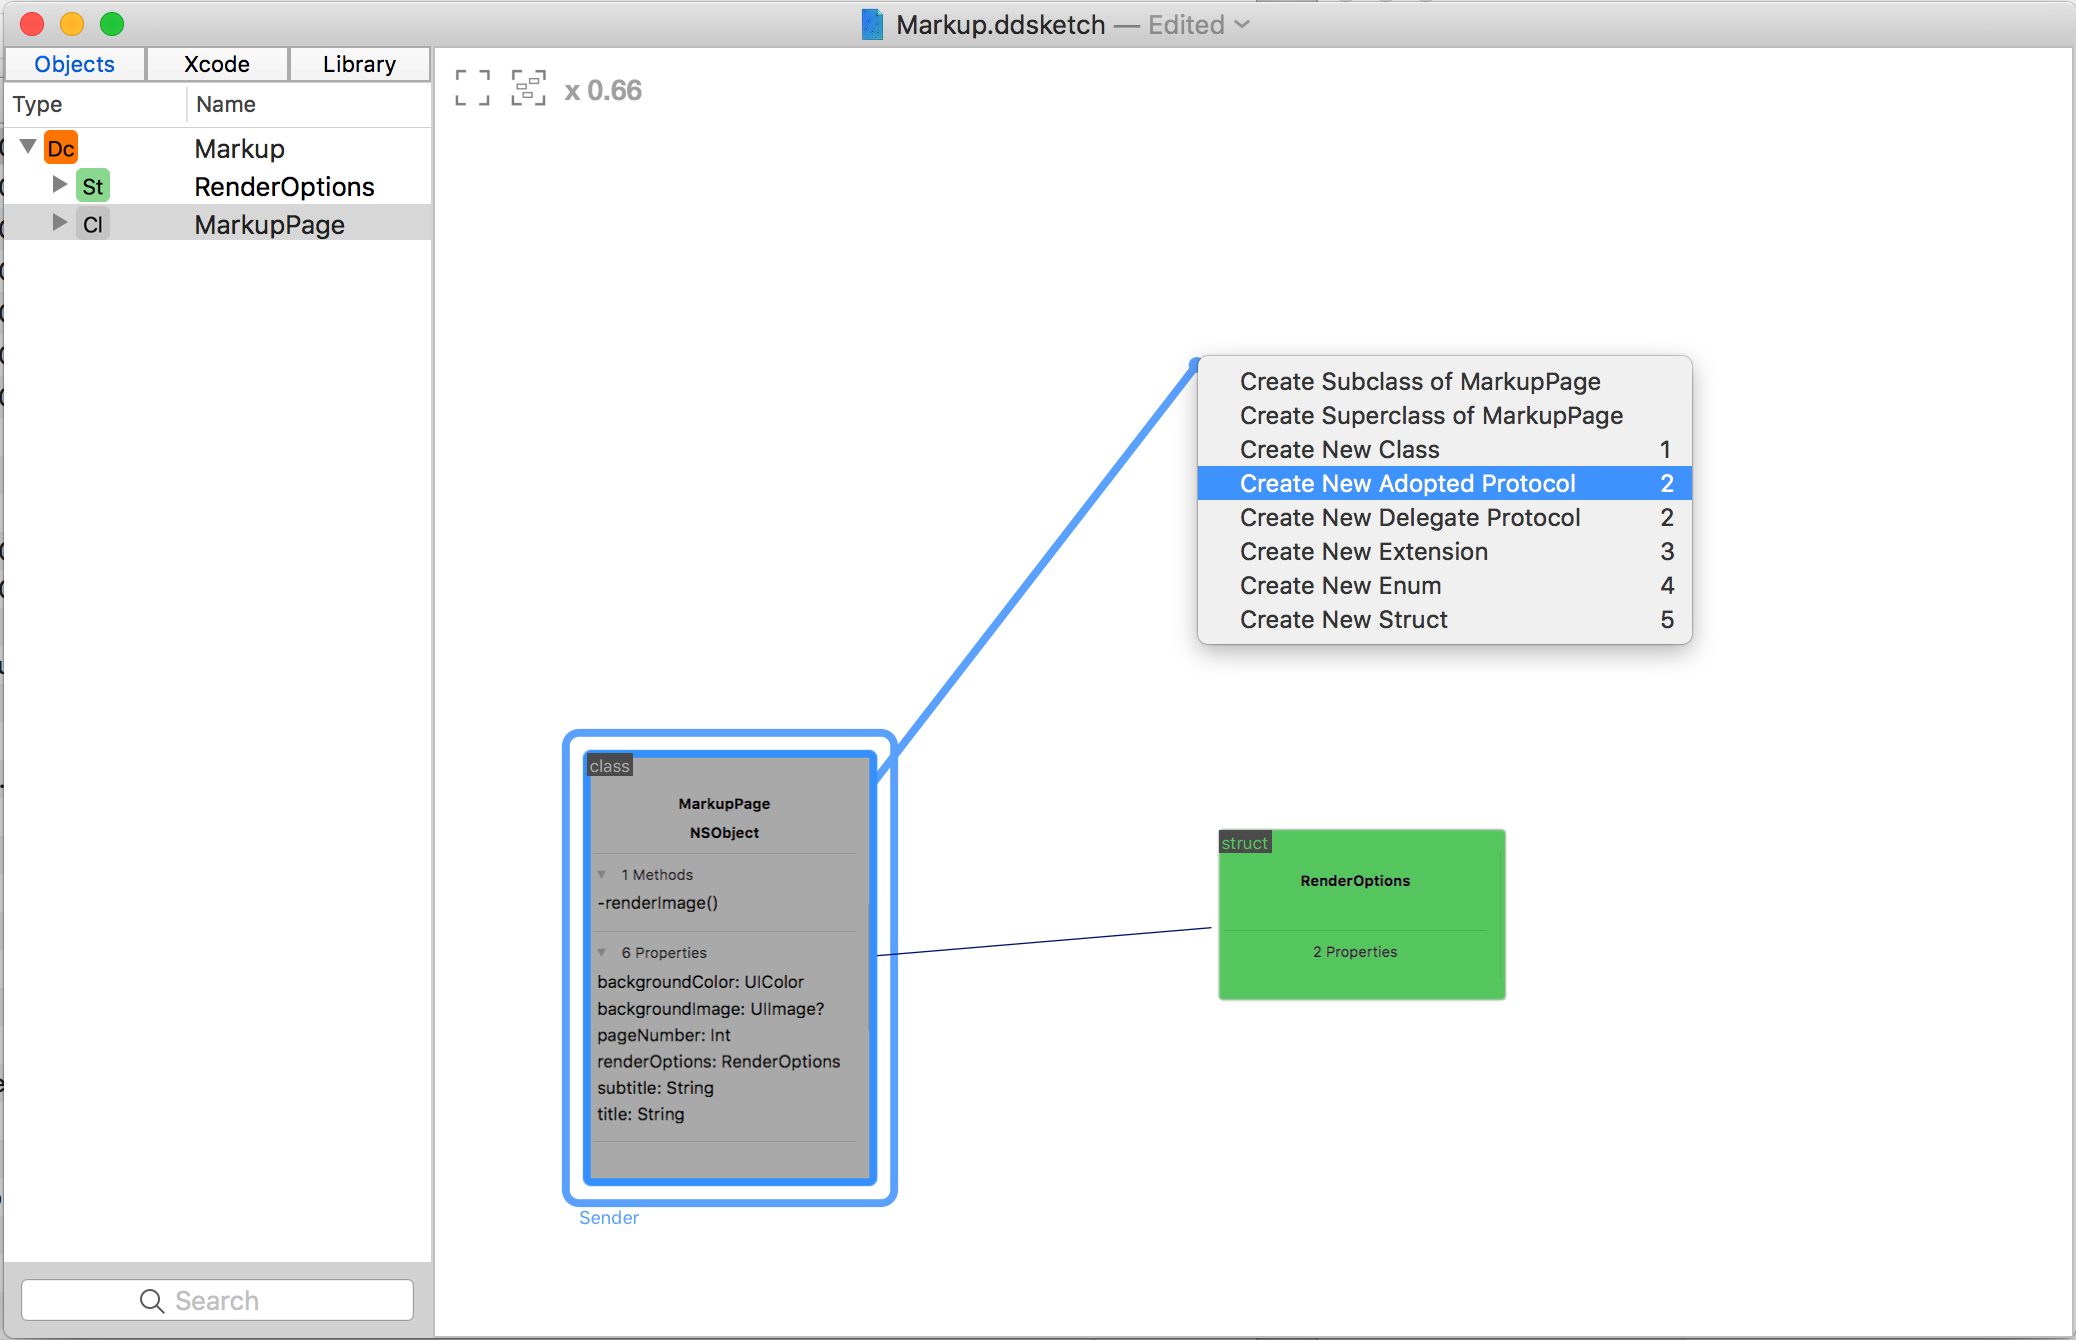 Markup.ddsketch — Edited
Objects
Xcode
Library
Type
Name
Dc
Markup
St
RenderOptions
Cl
MarkupPage
x 0.66
Create Subclass of MarkupPage
Create Superclass of MarkupPage
Create New Class 1
Create New Adopted Protocol 2
Create New Delegate Protocol 2
Create New Extension 3
Create New Enum 4
Create New Struct 5
class
MarkupPage
NSObject
1 Methods
-renderImage()
6 Properties
backgroundColor: UIColor
backgroundImage: UIImage?
pageNumber: Int
renderOptions: RenderOptions
subtitle: String
title: String
Sender
struct
RenderOptions
2 Properties
Search